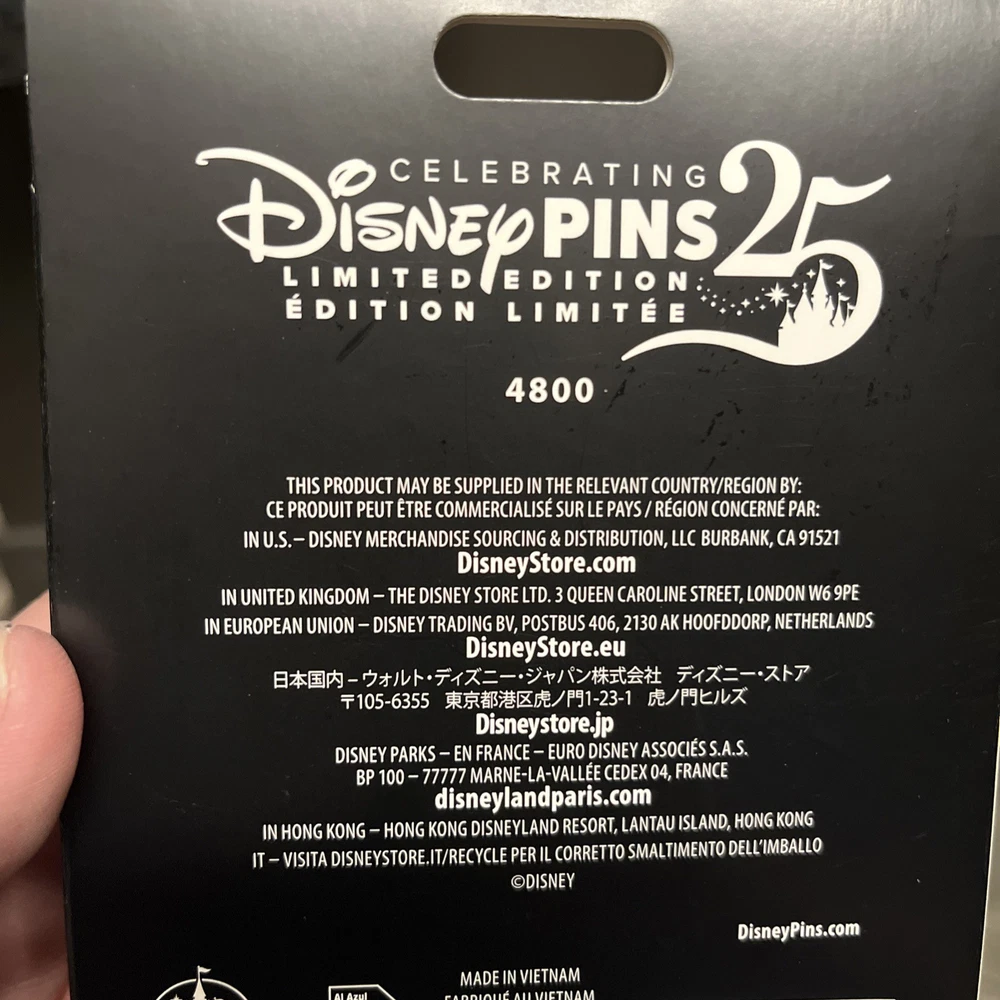 CELEBRATING
Disney PINS 25
LIMITED EDITION
ÉDITION LIMITÉE
4800
THIS PRODUCT MAY BE SUPPLIED IN THE RELEVANT COUNTRY/REGION BY:
CE PRODUIT PEUT ÊTRE COMMERCIALISÉ SUR LE PAYS / RÉGION CONCERNÉ PAR:
IN U.S. – DISNEY MERCHANDISE SOURCING & DISTRIBUTION, LLC BURBANK, CA 91521
DisneyStore.com
IN UNITED KINGDOM – THE DISNEY STORE LTD. 3 QUEEN CAROLINE STREET, LONDON W6 9PE
IN EUROPEAN UNION – DISNEY TRADING BV, POSTBUS 406, 2130 AK HOOFDDORP, NETHERLANDS
DisneyStore.eu
日本国内 – ウォルト・ディズニー・ジャパン株式会社 ディズニー・ストア
〒105-6355 東京都港区虎ノ門1-23-1 虎ノ門ヒルズ
Disneystore.jp
DISNEY PARKS – EN FRANCE – EURO DISNEY ASSOCIÉS S.A.S.
BP 100 – 77777 MARNE-LA-VALLÉE CEDEX 04, FRANCE
disneylandparis.com
IN HONG KONG – HONG KONG DISNEYLAND RESORT, LANTAU ISLAND, HONG KONG
IT – VISITA DISNEYSTORE.IT/RECYCLE PER IL CORRETTO SMALTIMENTO DELL'IMBALLO
©DISNEY
DisneyPins.com
MADE IN VIETNAM
Al Azul
FABRIQUÉ AU VIETNAM